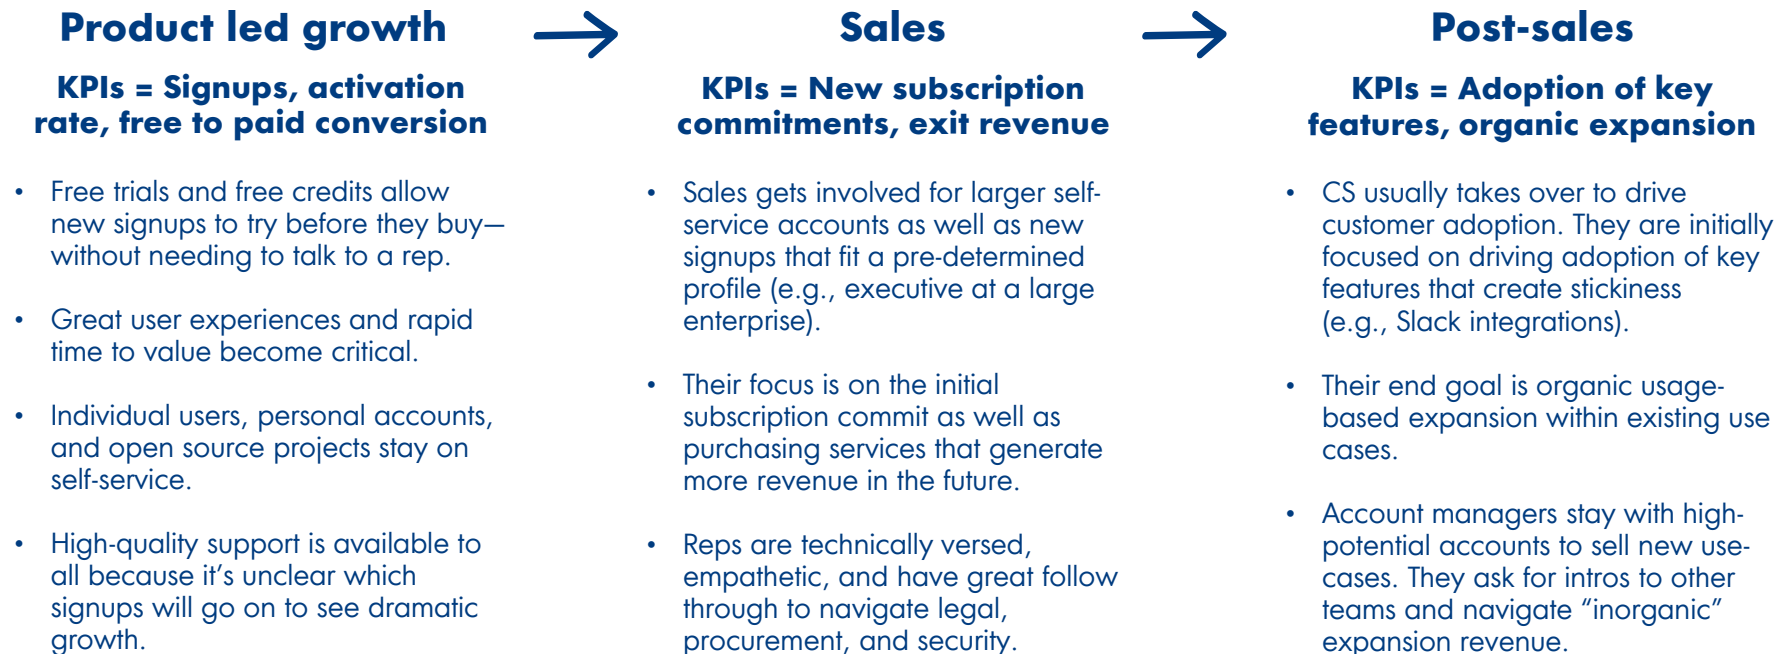 Product led growth
KPIs = Signups, activation
rate, free to paid conversion
• Free trials and free credits allow
new signups to try before they buy—
without needing to talk to a rep.
• Great user experiences and rapid
time to value become critical.
• Individual users, personal accounts,
and open source projects stay on
self-service.
• High-quality support is available to
all because it’s unclear which
signups will go on to see dramatic
growth.
Sales
KPIs = New subscription
commitments, exit revenue
• Sales gets involved for larger self-
service accounts as well as new
signups that fit a pre-determined
profile (e.g., executive at a large
enterprise).
• Their focus is on the initial
subscription commit as well as
purchasing services that generate
more revenue in the future.
• Reps are technically versed,
empathetic, and have great follow
through to navigate legal,
procurement, and security.
Post-sales
KPIs = Adoption of key
features, organic expansion
• CS usually takes over to drive
customer adoption. They are initially
focused on driving adoption of key
features that create stickiness
(e.g., Slack integrations).
• Their end goal is organic usage-
based expansion within existing use
cases.
• Account managers stay with high-
potential accounts to sell new use-
cases. They ask for intros to other
teams and navigate “inorganic”
expansion revenue.